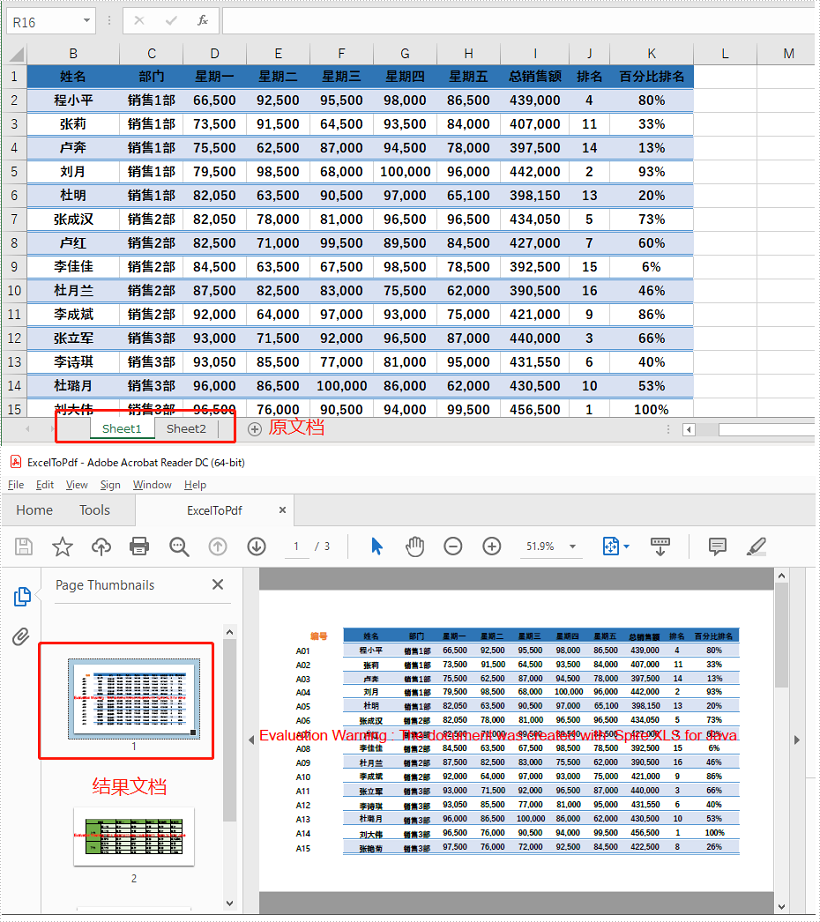 R16 fx
B C D E F G H I J K L M
1 姓名 部门 星期一 星期二 星期三 星期四 星期五 总销售额 排名 百分比排名
2 程小平 销售1部 66,500 92,500 95,500 98,000 86,500 439,000 4 80%
3 张莉 销售1部 73,500 91,500 64,500 93,500 84,000 407,000 11 33%
4 卢奔 销售1部 75,500 62,500 87,000 94,500 78,000 397,500 14 13%
5 刘月 销售1部 79,500 98,500 68,000 100,000 96,000 442,000 2 93%
6 杜明 销售1部 82,050 63,500 90,500 97,000 65,100 398,150 13 20%
7 张成汉 销售2部 82,050 78,000 81,000 96,500 96,500 434,050 5 73%
8 卢红 销售2部 82,500 71,000 99,500 89,500 84,500 427,000 7 60%
9 李佳佳 销售2部 84,500 63,500 67,500 98,500 78,500 392,500 15 6%
10 杜月兰 销售2部 87,500 82,500 83,000 75,500 62,000 390,500 16 46%
11 李成斌 销售2部 92,000 64,000 97,000 93,000 75,000 421,000 9 86%
12 张立军 销售3部 93,000 71,500 92,000 96,500 87,000 440,000 3 66%
13 李诗琪 销售3部 93,050 85,500 77,000 81,000 95,000 431,550 6 40%
14 杜璐月 销售3部 96,000 86,500 100,000 86,000 62,000 430,500 10 53%
15 刘大伟 销售3部 96,500 76,000 90,500 94,000 99,500 456,500 1 100%
Sheet1 Sheet2 原文档
ExcelToPdf - Adobe Acrobat Reader DC (64-bit)
File Edit View Sign Window Help
Home Tools ExcelToPdf ×
1 / 3 51.9%
Page Thumbnails
1
结果文档
2
编号 姓名 部门 星期一 星期二 星期三 星期四 星期五 总销售额 排名 百分比排名
A01 程小平 销售1部 66,500 92,500 95,500 98,000 86,500 439,000 4 80%
A02 张莉 销售1部 73,500 91,500 64,500 93,500 84,000 407,000 11 33%
A03 卢奔 销售1部 75,500 62,500 87,000 94,500 78,000 397,500 14 13%
A04 刘月 销售1部 79,500 98,500 68,000 100,000 96,000 442,000 2 93%
A05 杜明 销售1部 82,050 63,500 90,500 97,000 65,100 398,150 13 20%
A06 张成汉 销售2部 82,050 78,000 81,000 96,500 96,500 434,050 5 73%
Evaluation Warning : The document was created with Spire.XLS for Java
A08 李佳佳 销售2部 84,500 63,500 67,500 98,500 78,500 392,500 15 6%
A09 杜月兰 销售2部 87,500 82,500 83,000 75,500 62,000 390,500 16 46%
A10 李成斌 销售2部 92,000 64,000 97,000 93,000 75,000 421,000 9 86%
A11 张立军 销售3部 93,000 71,500 92,000 96,500 87,000 440,000 3 66%
A12 李诗琪 销售3部 93,050 85,500 77,000 81,000 95,000 431,550 6 40%
A13 杜璐月 销售3部 96,000 86,500 100,000 86,000 62,000 430,500 10 53%
A14 刘大伟 销售3部 96,500 76,000 90,500 94,000 99,500 456,500 1 100%
A15 张艳菊 销售3部 97,500 76,000 72,000 92,500 84,500 422,500 8 26%